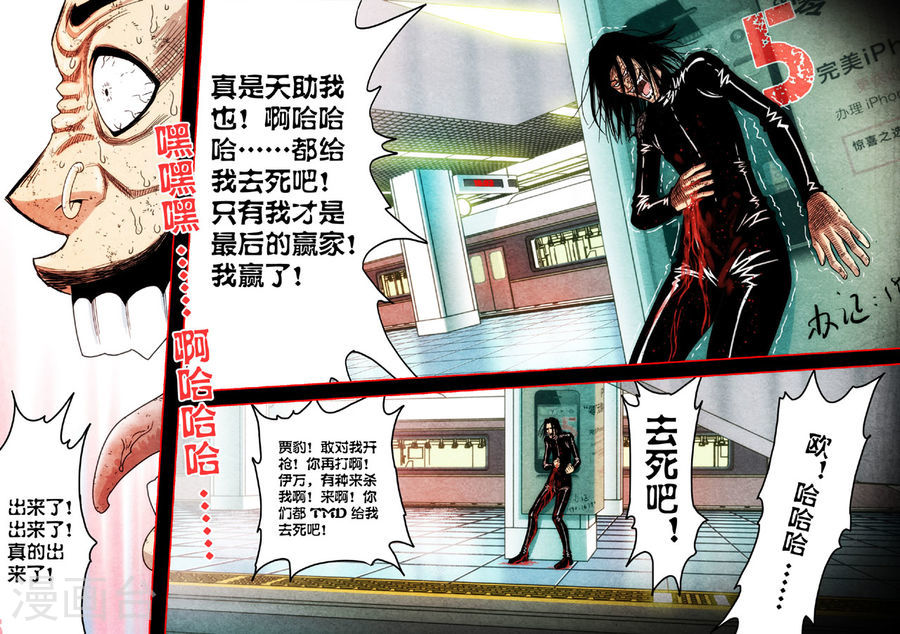 真是天助我
也！啊哈哈
哈……都给
我去死吧！
只有我才是
最后的赢家！
我赢了！
嘿嘿嘿……
啊哈哈哈……
5
完美iPh
办理 iPhon
惊喜之选
办证：1
欧！哈哈哈……
去死吧！
贾豹！敢对我开
枪！你再打啊！
伊万，有种来杀
我啊！来啊！你
们都 TMD 给我
去死吧！
出来了！
出来了！
真的出
来了！
漫画台